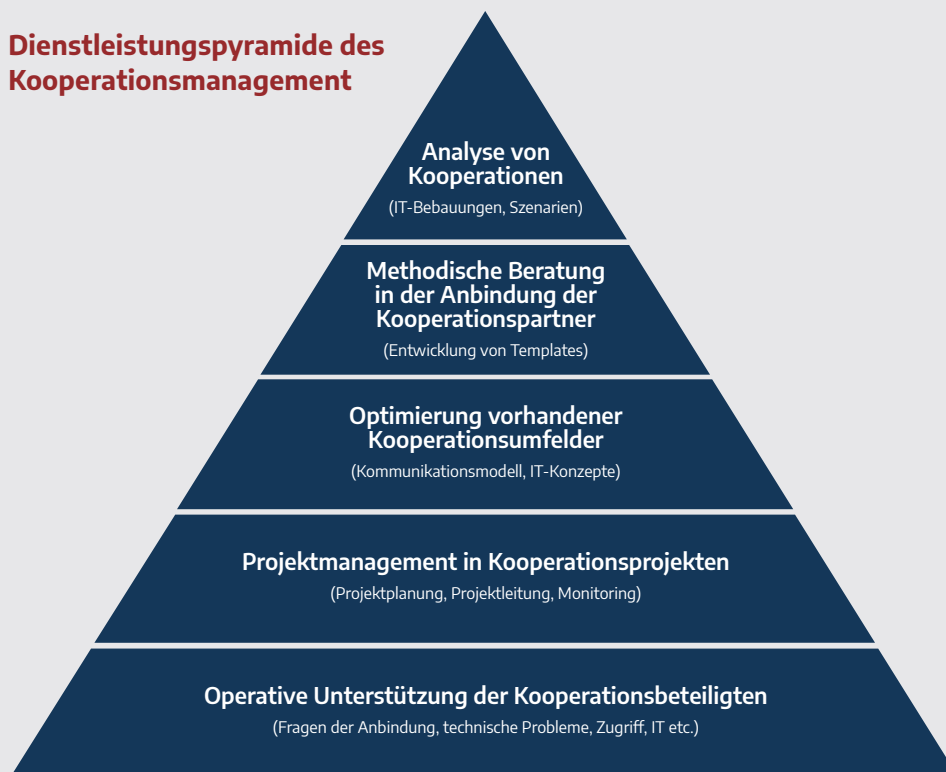 Dienstleistungspyramide des
Kooperationsmanagement
Analyse von
Kooperationen
(IT-Bebauungen, Szenarien)
Methodische Beratung
in der Anbindung der
Kooperationspartner
(Entwicklung von Templates)
Optimierung vorhandener
Kooperationsumfelder
(Kommunikationsmodell, IT-Konzepte)
Projektmanagement in Kooperationsprojekten
(Projektplanung, Projektleitung, Monitoring)
Operative Unterstützung der Kooperationsbeteiligten
(Fragen der Anbindung, technische Probleme, Zugriff, IT etc.)